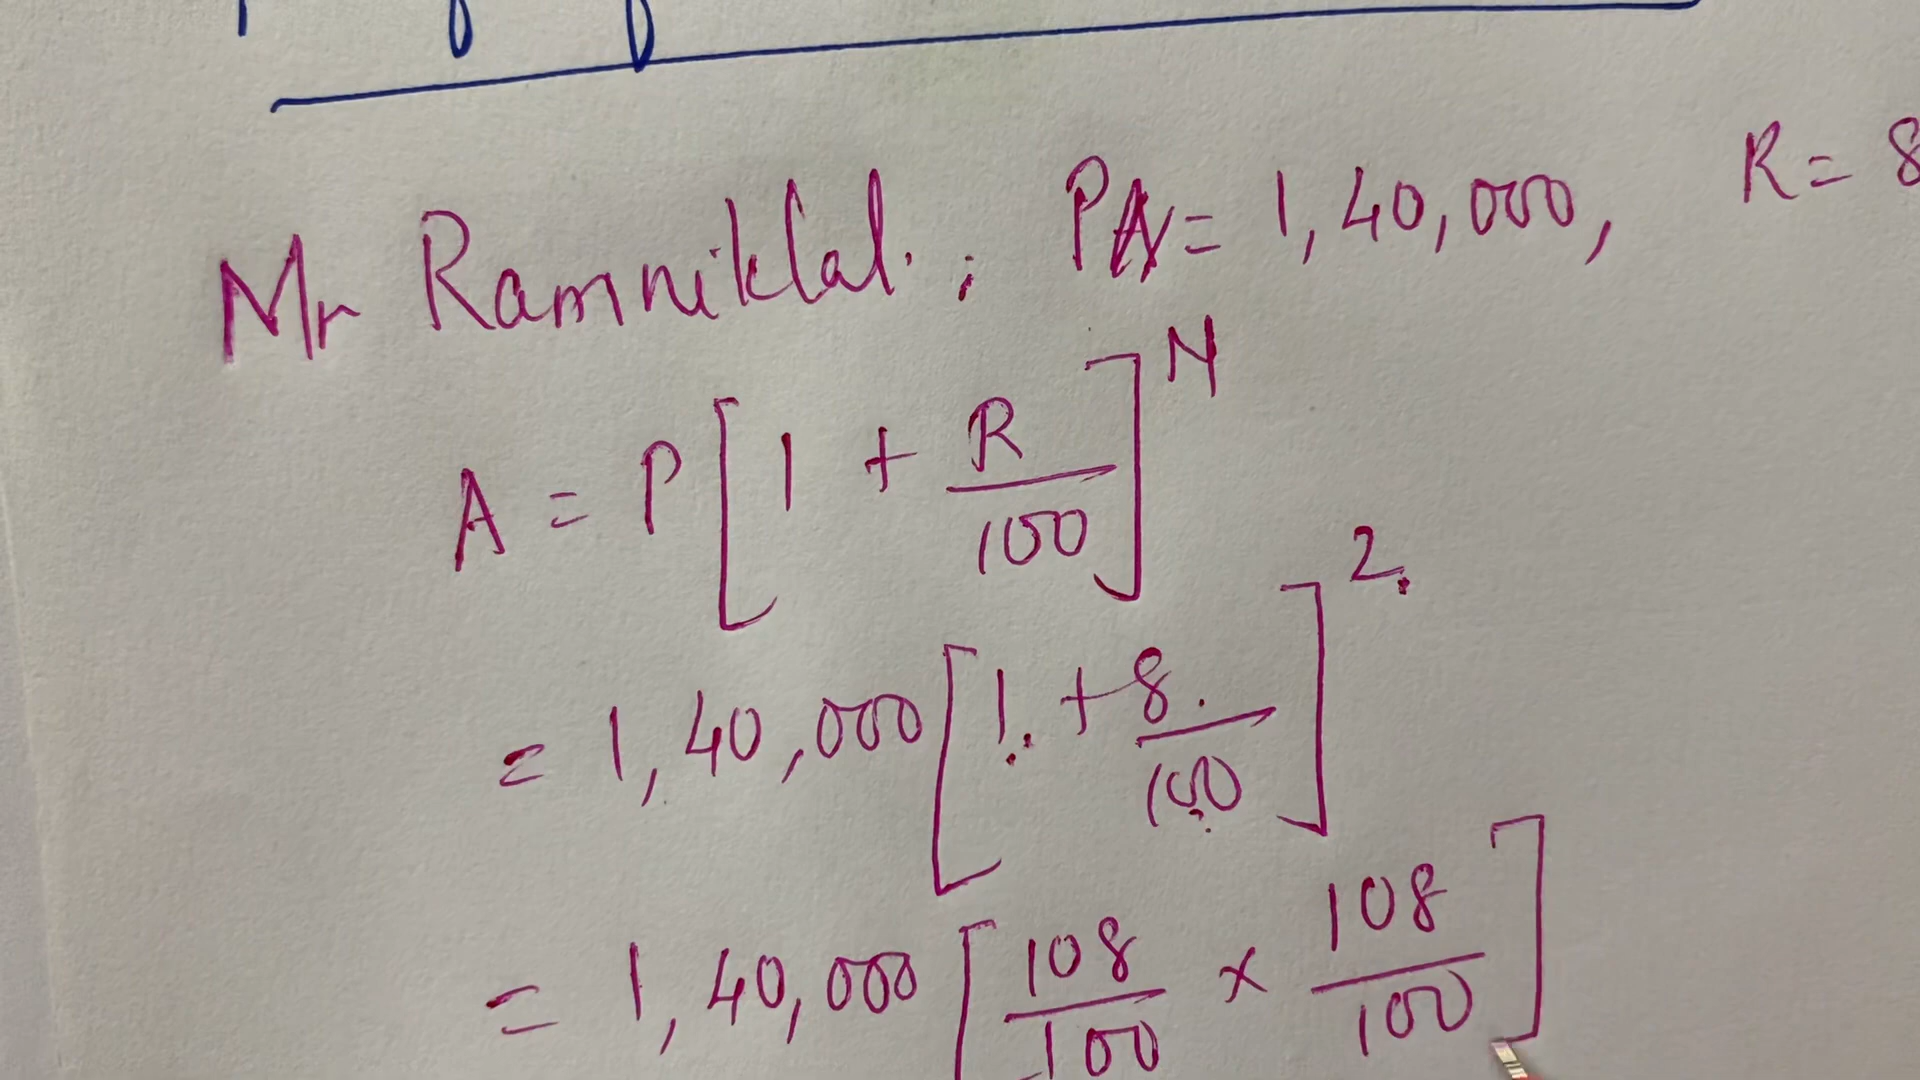 Mr Ramniklal. ; P = 1,40,000, R = 8
A = P [ 1 + R/100 ]^N
= 1,40,000 [ 1 + 8/100 ]^2
= 1,40,000 [ 108/100 × 108/100 ]